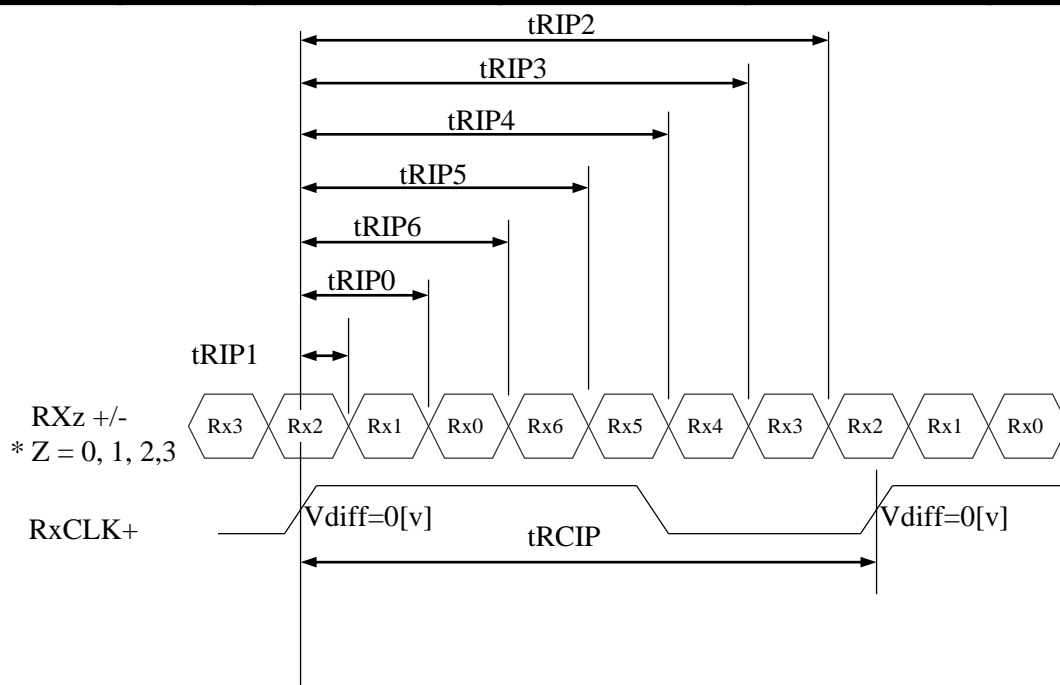 tRIP2
tRIP3
tRIP4
tRIP5
tRIP6
tRIP0
tRIP1
RXz +/-
* Z = 0, 1, 2,3
Rx3 Rx2 Rx1 Rx0 Rx6 Rx5 Rx4 Rx3 Rx2 Rx1 Rx0
RxCLK+
Vdiff=0[v] Vdiff=0[v]
tRCIP